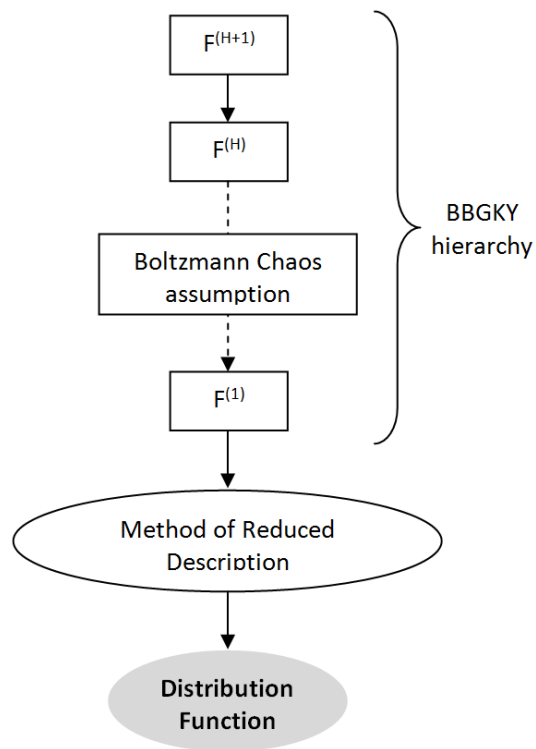 F(H+1)
F(H)
BBGKY
hierarchy
Boltzmann Chaos
assumption
F(1)
Method of Reduced
Description
Distribution
Function